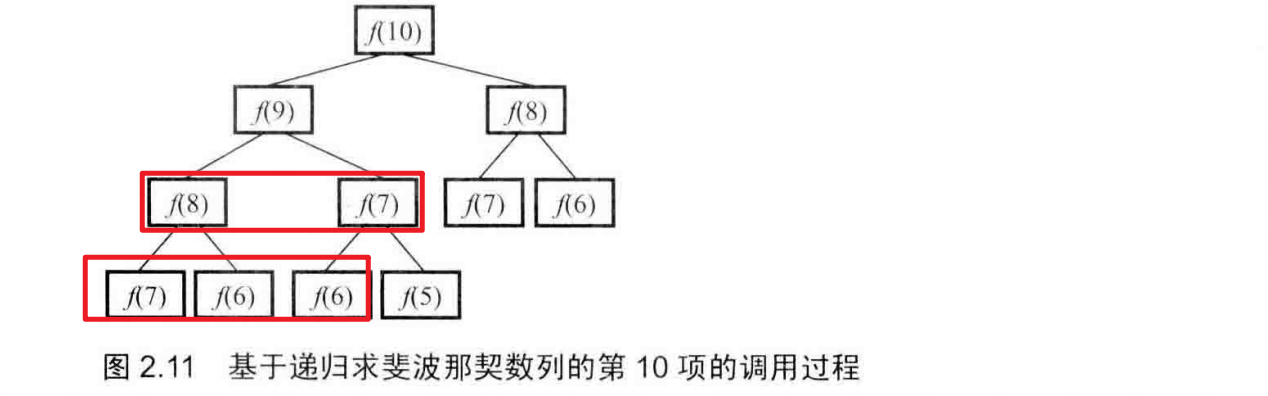 f(10)
f(9) f(8)
f(8) f(7) f(7) f(6)
f(7) f(6) f(6) f(5)
图 2.11 基于递归求斐波那契数列的第 10 项的调用过程